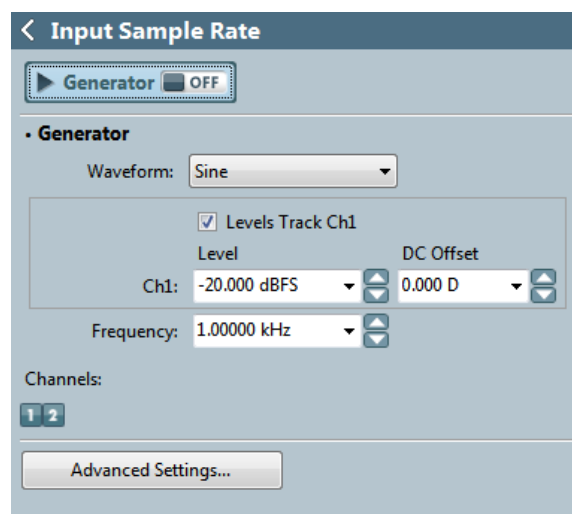 Input Sample Rate
Generator OFF
• Generator
Waveform: Sine
Levels Track Ch1
Level DC Offset
Ch1: -20.000 dBFS 0.000 D
Frequency: 1.00000 kHz
Channels:
1 2
Advanced Settings...